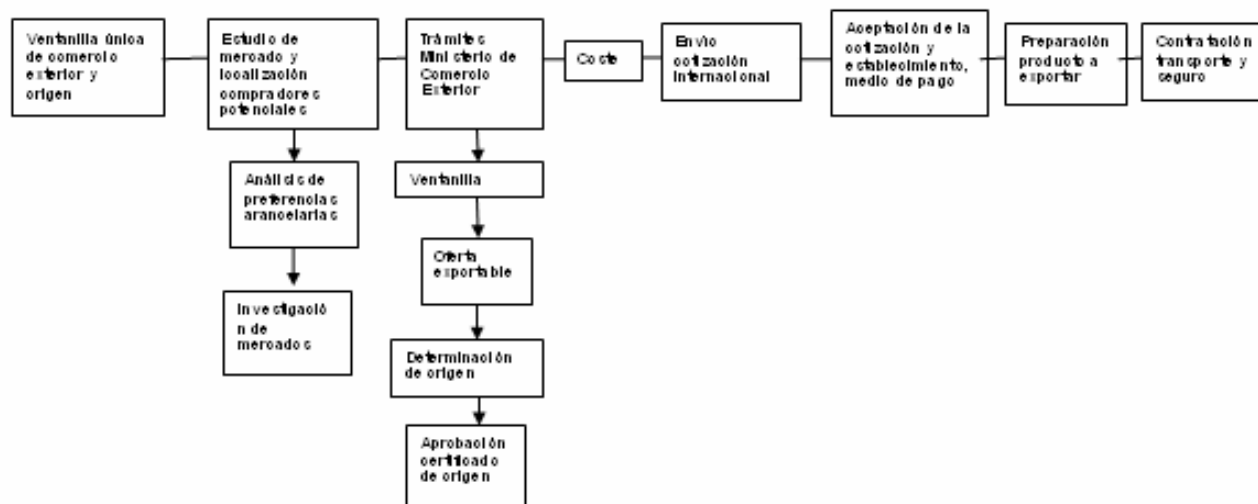 Ventanilla única
de comercio
exterior y
origen
Estudio de
mercado y
localización
compradores
potenciales
Trámites
Ministerio de
Comercio
Exterior
Coste
Envío
cotización
Internacional
Aceptación de la
cotización y
establecimiento,
medio de pago
Preparación
producto a
exportar
Contratación
transporte y
seguro
Análisis de
preferencias
arancelarias
Investigació
n de
mercados
Ventanilla
Oferta
exportable
Determinación
de origen
Aprobación
certificado
de origen